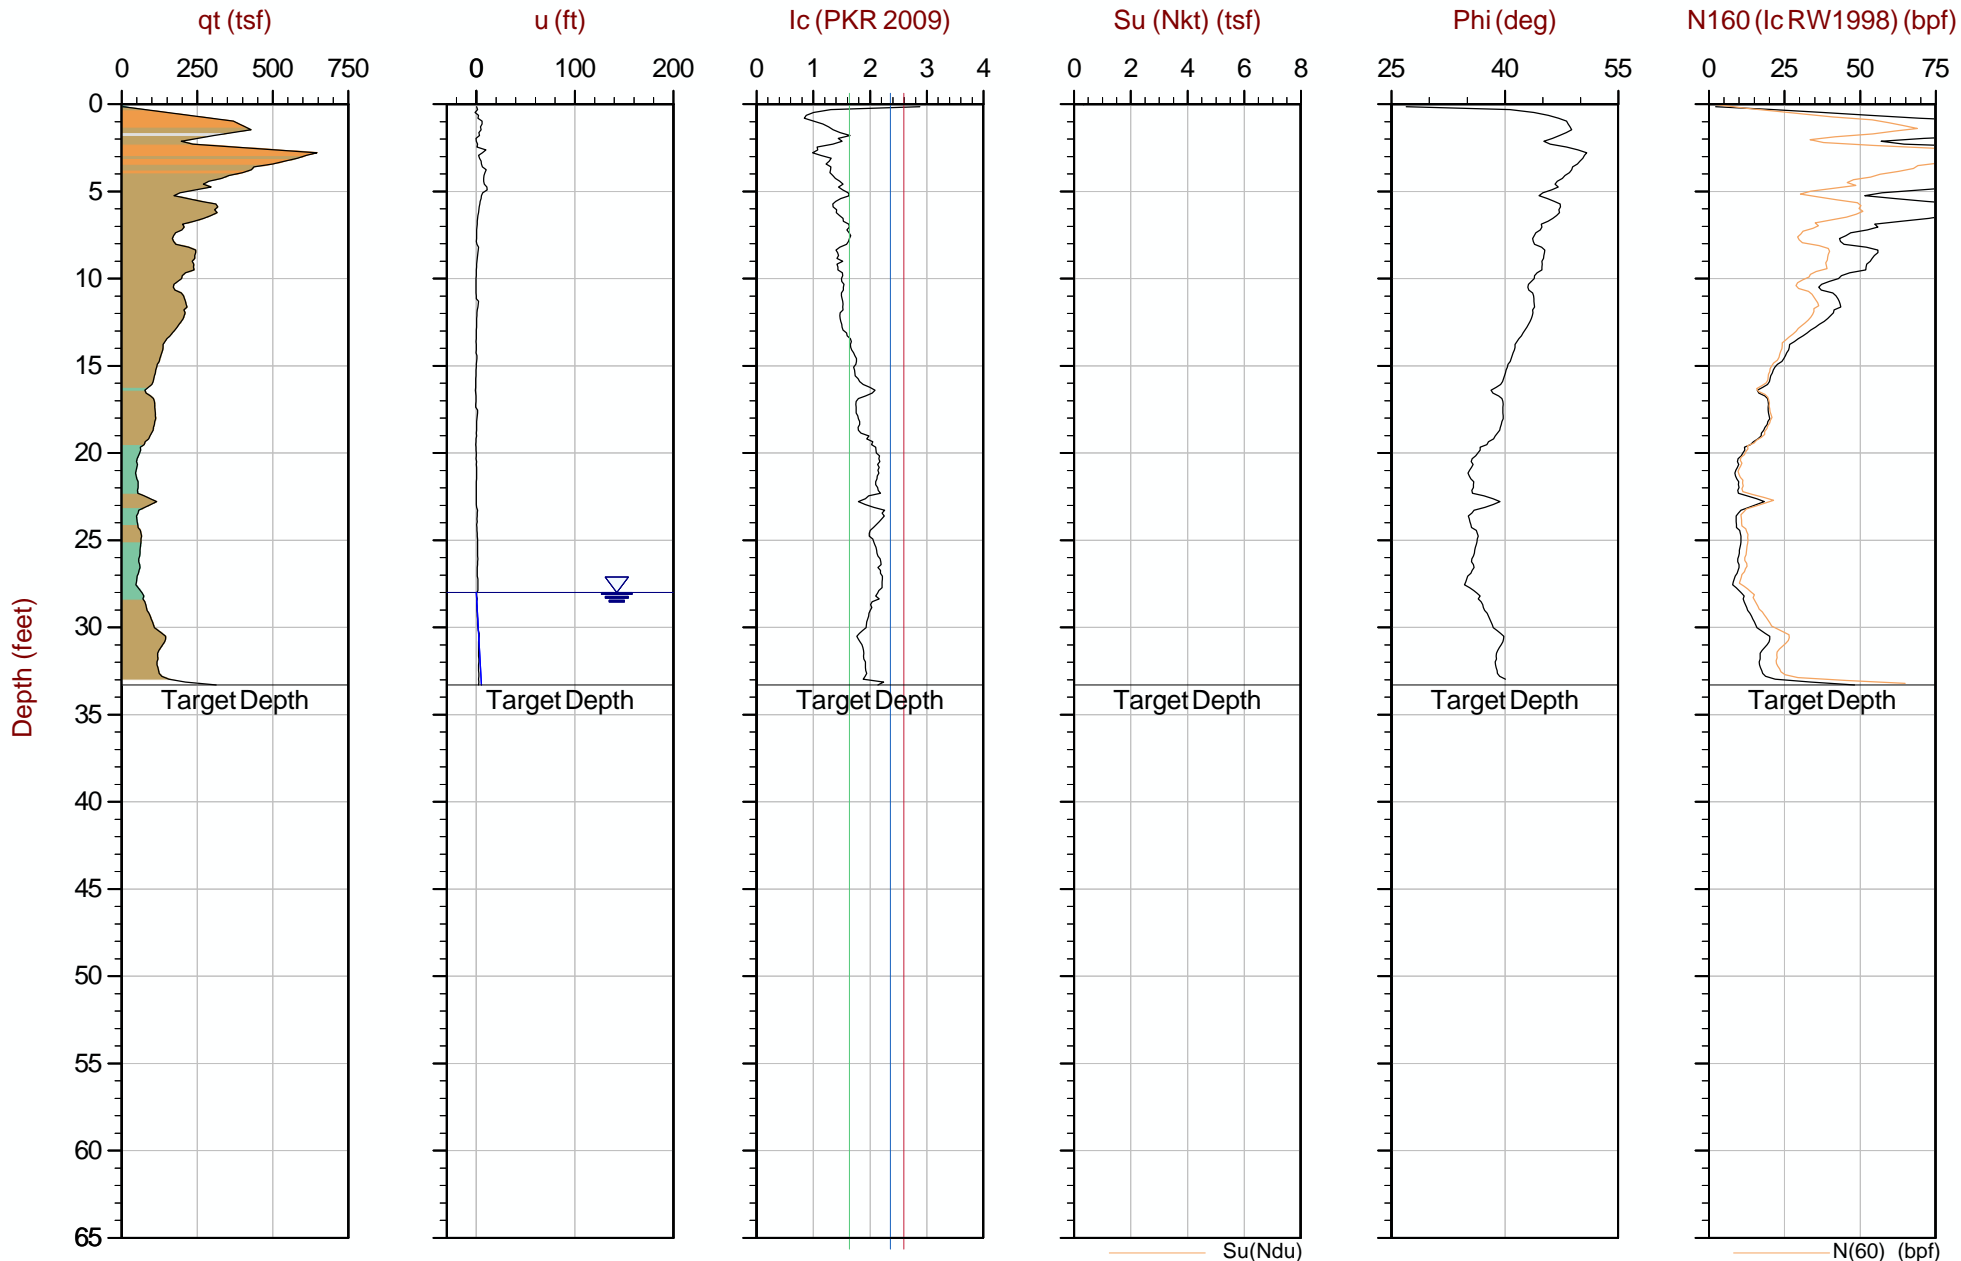 qt (tsf)
u (ft)
Ic (PKR 2009)
Su (Nkt) (tsf)
Phi (deg)
N160 (Ic RW1998) (bpf)
0 250 500 750
0 100 200
0 1 2 3 4
0 2 4 6 8
25 40 55
0 25 50 75
0
5
10
15
20
25
30
35
40
45
50
55
60
65
Depth (feet)
Target Depth
Target Depth
Target Depth
Target Depth
Target Depth
Target Depth
Su(Ndu)
N(60) (bpf)